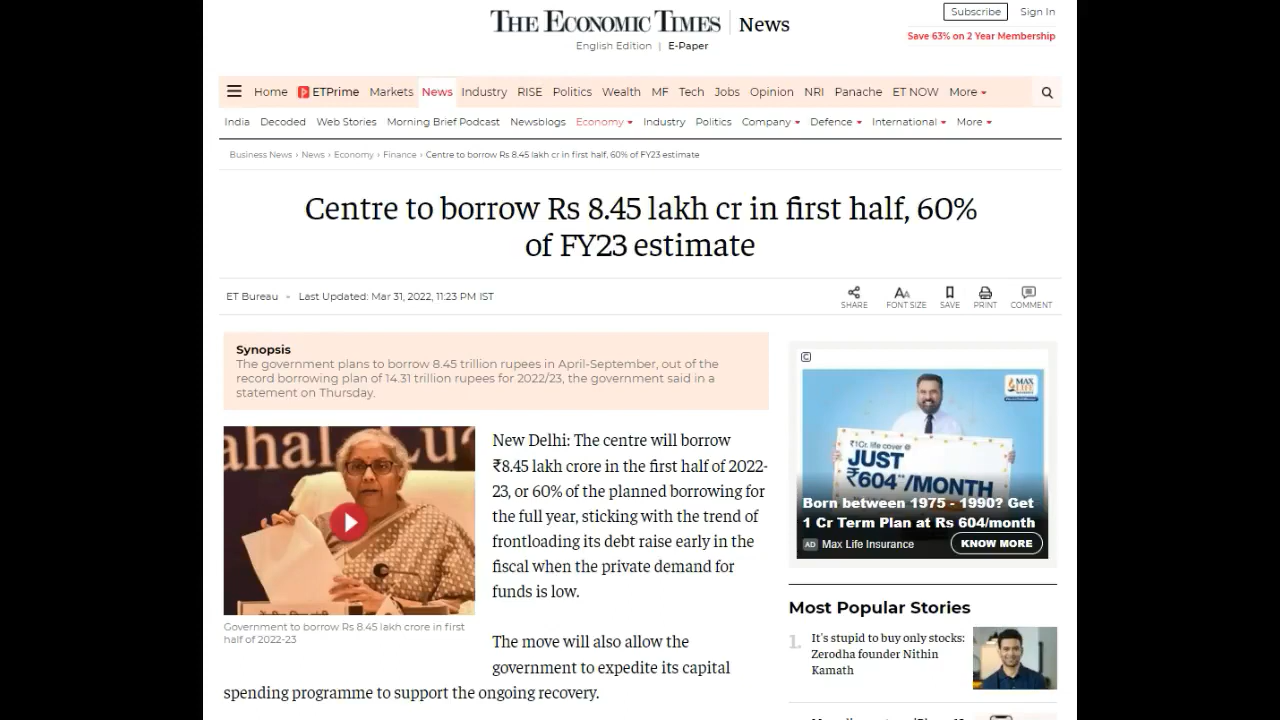 THE ECONOMIC TIMES | News
English Edition | E-Paper
Subscribe Sign In
Save 63% on 2 Year Membership
Home ETPrime Markets News Industry RISE Politics Wealth MF Tech Jobs Opinion NRI Panache ET NOW More
India Decoded Web Stories Morning Brief Podcast Newsblogs Economy Industry Politics Company Defence International More
Business News › News › Economy › Finance › Centre to borrow Rs 8.45 lakh cr in first half, 60% of FY23 estimate
Centre to borrow Rs 8.45 lakh cr in first half, 60%
of FY23 estimate
ET Bureau • Last Updated: Mar 31, 2022, 11:23 PM IST
SHARE FONT SIZE SAVE PRINT COMMENT
Synopsis
The government plans to borrow 8.45 trillion rupees in April-September, out of the
record borrowing plan of 14.31 trillion rupees for 2022/23, the government said in a
statement on Thursday.
Government to borrow Rs 8.45 lakh crore in first
half of 2022-23
New Delhi: The centre will borrow
₹8.45 lakh crore in the first half of 2022-
23, or 60% of the planned borrowing for
the full year, sticking with the trend of
frontloading its debt raise early in the
fiscal when the private demand for
funds is low.
The move will also allow the
government to expedite its capital
spending programme to support the ongoing recovery.
MAX
LIFE
₹1Cr. life cover @
JUST
₹604**/MONTH
Born between 1975 - 1990? Get
1 Cr Term Plan at Rs 604/month
AD Max Life Insurance KNOW MORE
Most Popular Stories
1. It's stupid to buy only stocks:
Zerodha founder Nithin
Kamath